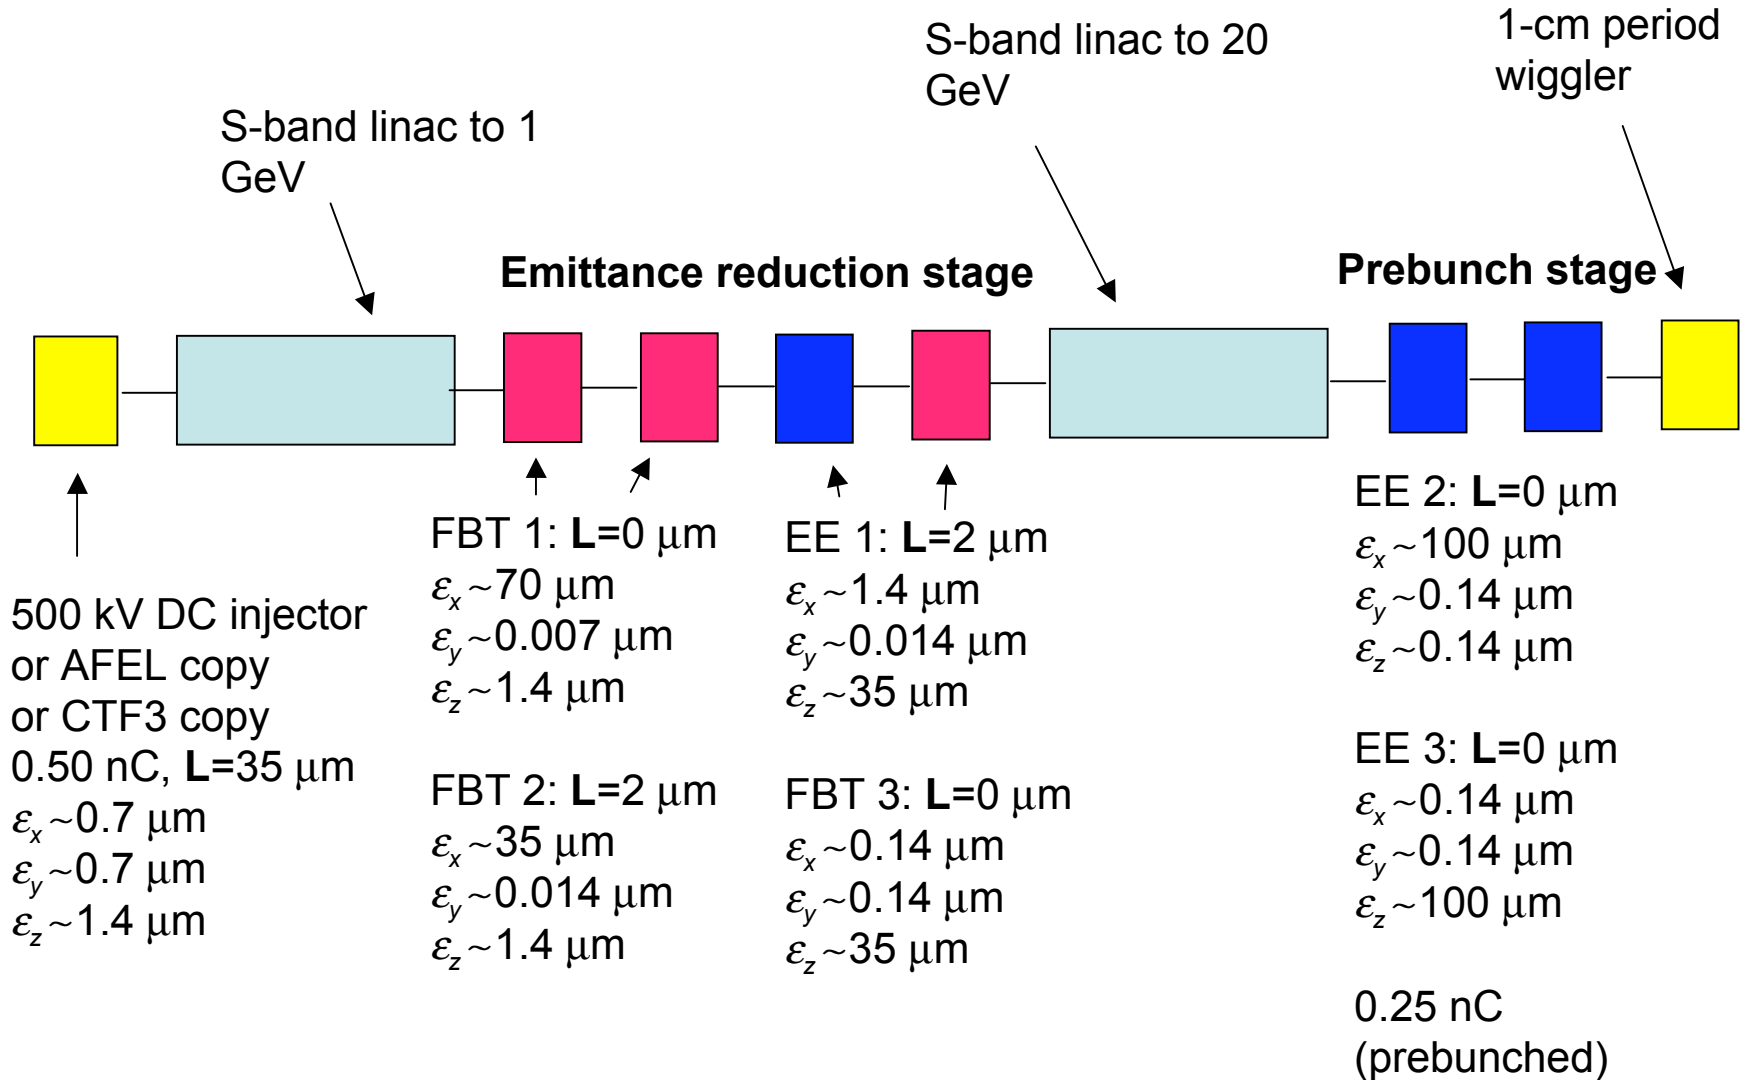 S-band linac to 1
GeV
S-band linac to 20
GeV
1-cm period
wiggler
Emittance reduction stage
Prebunch stage
500 kV DC injector
or AFEL copy
or CTF3 copy
0.50 nC, L=35 μm
εx~0.7 μm
εy~0.7 μm
εz~1.4 μm
FBT 1: L=0 μm
εx~70 μm
εy~0.007 μm
εz~1.4 μm
FBT 2: L=2 μm
εx~35 μm
εy~0.014 μm
εz~1.4 μm
EE 1: L=2 μm
εx~1.4 μm
εy~0.014 μm
εz~35 μm
FBT 3: L=0 μm
εx~0.14 μm
εy~0.14 μm
εz~35 μm
EE 2: L=0 μm
εx~100 μm
εy~0.14 μm
εz~0.14 μm
EE 3: L=0 μm
εx~0.14 μm
εy~0.14 μm
εz~100 μm
0.25 nC
(prebunched)